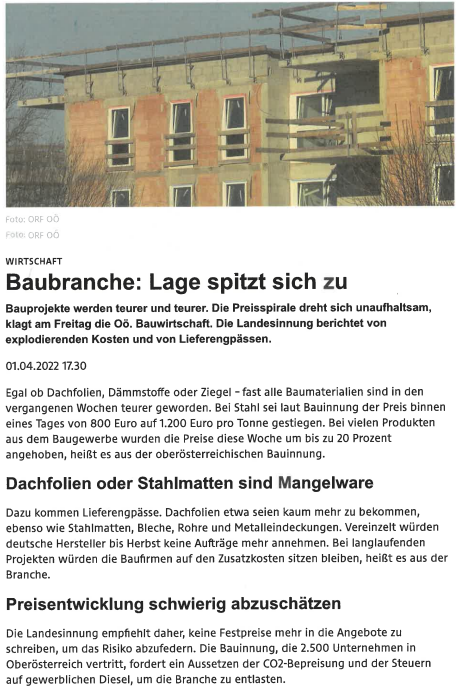 Foto: ORF OÖ
Foto: ORF OÖ
WIRTSCHAFT
Baubranche: Lage spitzt sich zu
Bauprojekte werden teurer und teurer. Die Preisspirale dreht sich unaufhaltsam,
klagt am Freitag die Oö. Bauwirtschaft. Die Landesinnung berichtet von
explodierenden Kosten und von Lieferengpässen.
01.04.2022 17.30
Egal ob Dachfolien, Dämmstoffe oder Ziegel – fast alle Baumaterialien sind in den
vergangenen Wochen teurer geworden. Bei Stahl sei laut Bauinnung der Preis binnen
eines Tages von 800 Euro auf 1.200 Euro pro Tonne gestiegen. Bei vielen Produkten
aus dem Baugewerbe wurden die Preise diese Woche um bis zu 20 Prozent
angehoben, heißt es aus der oberösterreichischen Bauinnung.
Dachfolien oder Stahlmatten sind Mangelware
Dazu kommen Lieferengpässe. Dachfolien etwa seien kaum mehr zu bekommen,
ebenso wie Stahlmatten, Bleche, Rohre und Metalleindeckungen. Vereinzelt würden
deutsche Hersteller bis Herbst keine Aufträge mehr annehmen. Bei langlaufenden
Projekten würden die Baufirmen auf den Zusatzkosten sitzen bleiben, heißt es aus der
Branche.
Preisentwicklung schwierig abzuschätzen
Die Landesinnung empfiehlt daher, keine Festpreise mehr in die Angebote zu
schreiben, um das Risiko abzufedern. Die Bauinnung, die 2.500 Unternehmen in
Oberösterreich vertritt, fordert ein Aussetzen der CO2-Bepreisung und der Steuern
auf gewerblichen Diesel, um die Branche zu entlasten.